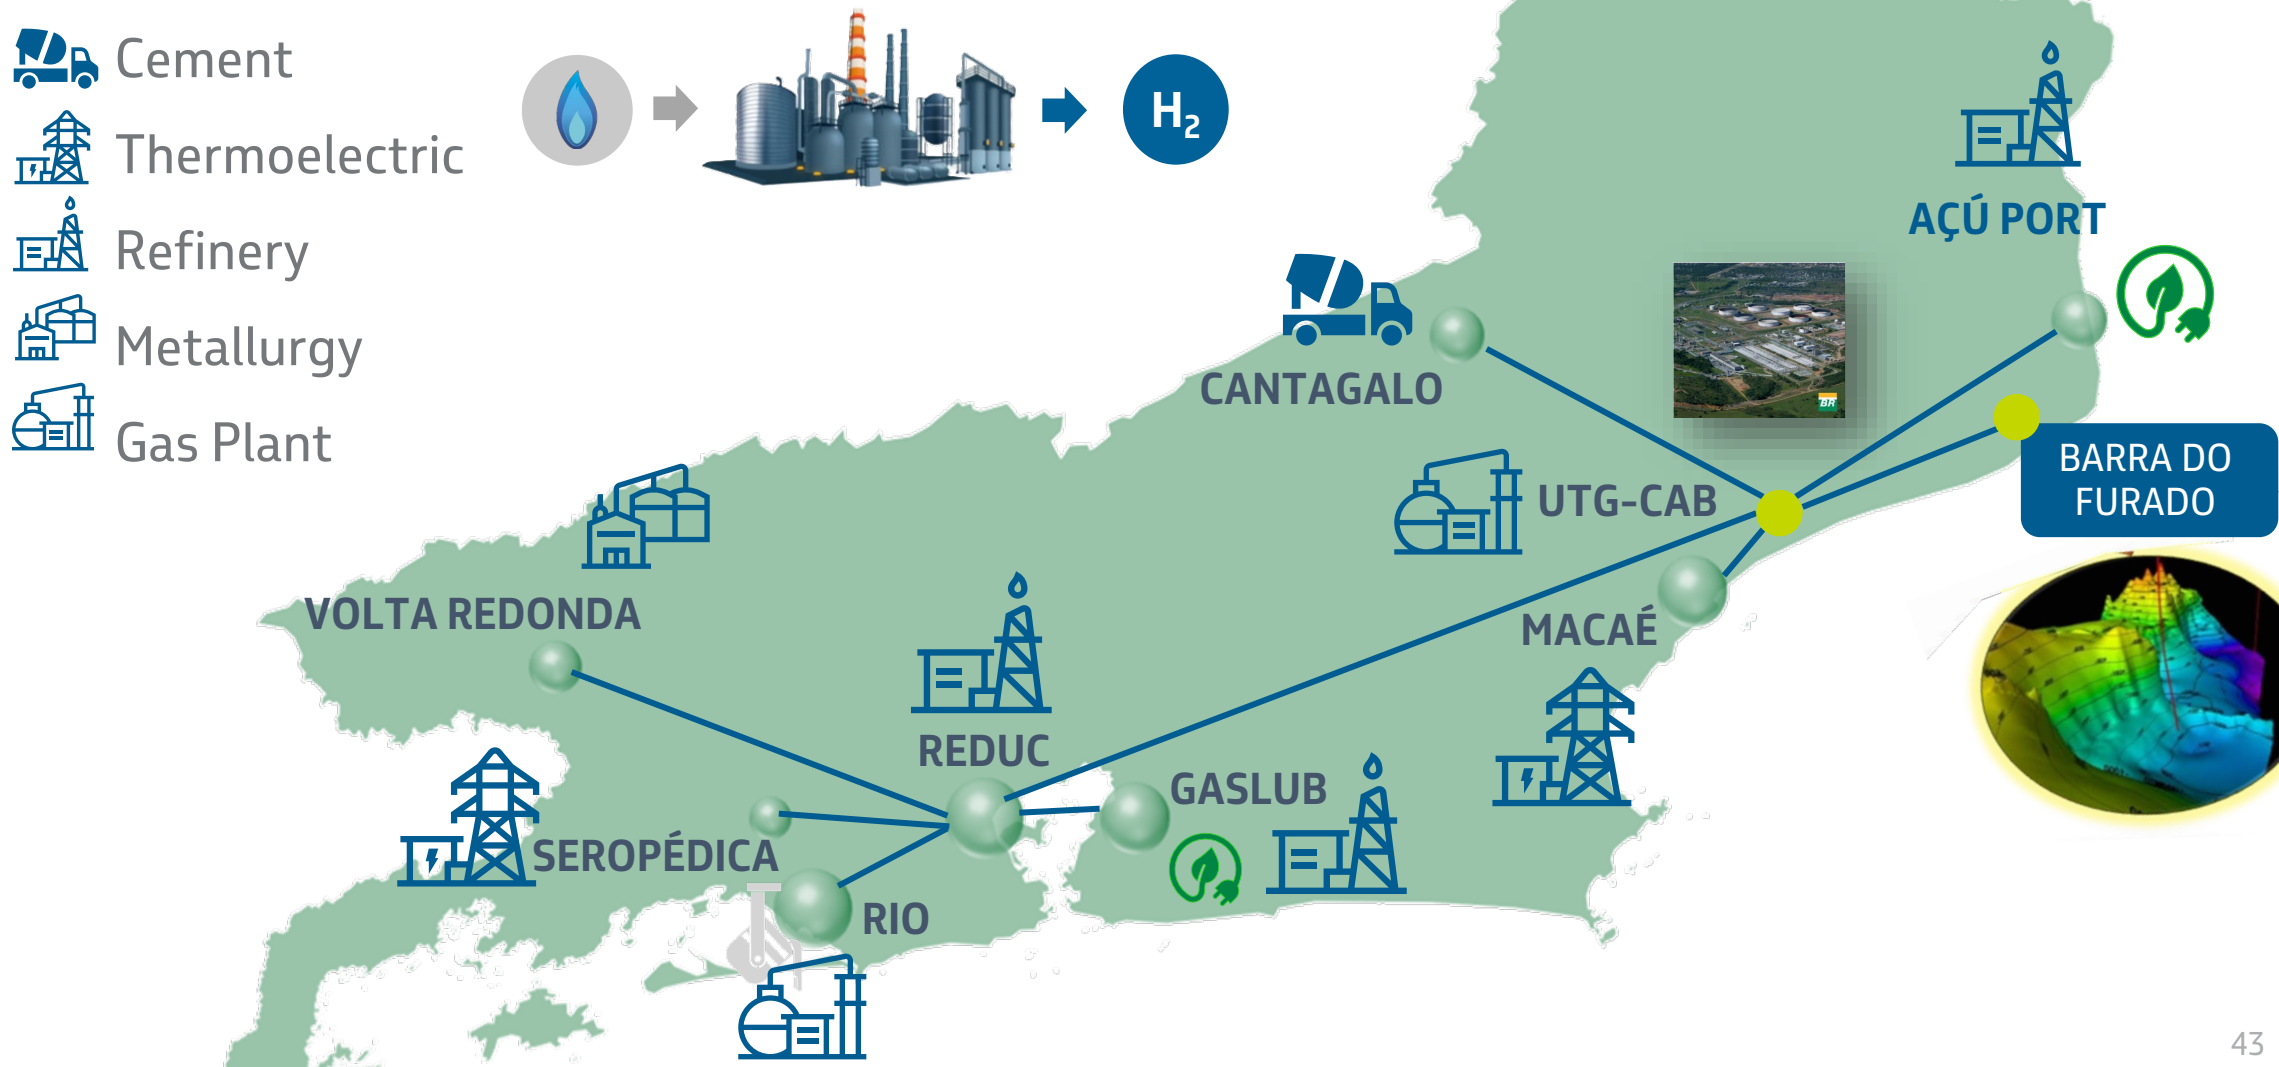 Cement
Thermoelectric
Refinery
Metallurgy
Gas Plant
H2
AÇÚ PORT
CANTAGALO
BR
UTG-CAB
BARRA DO
FURADO
VOLTA REDONDA
MACAÉ
REDUC
GASLUB
SEROPÉDICA
RIO
43